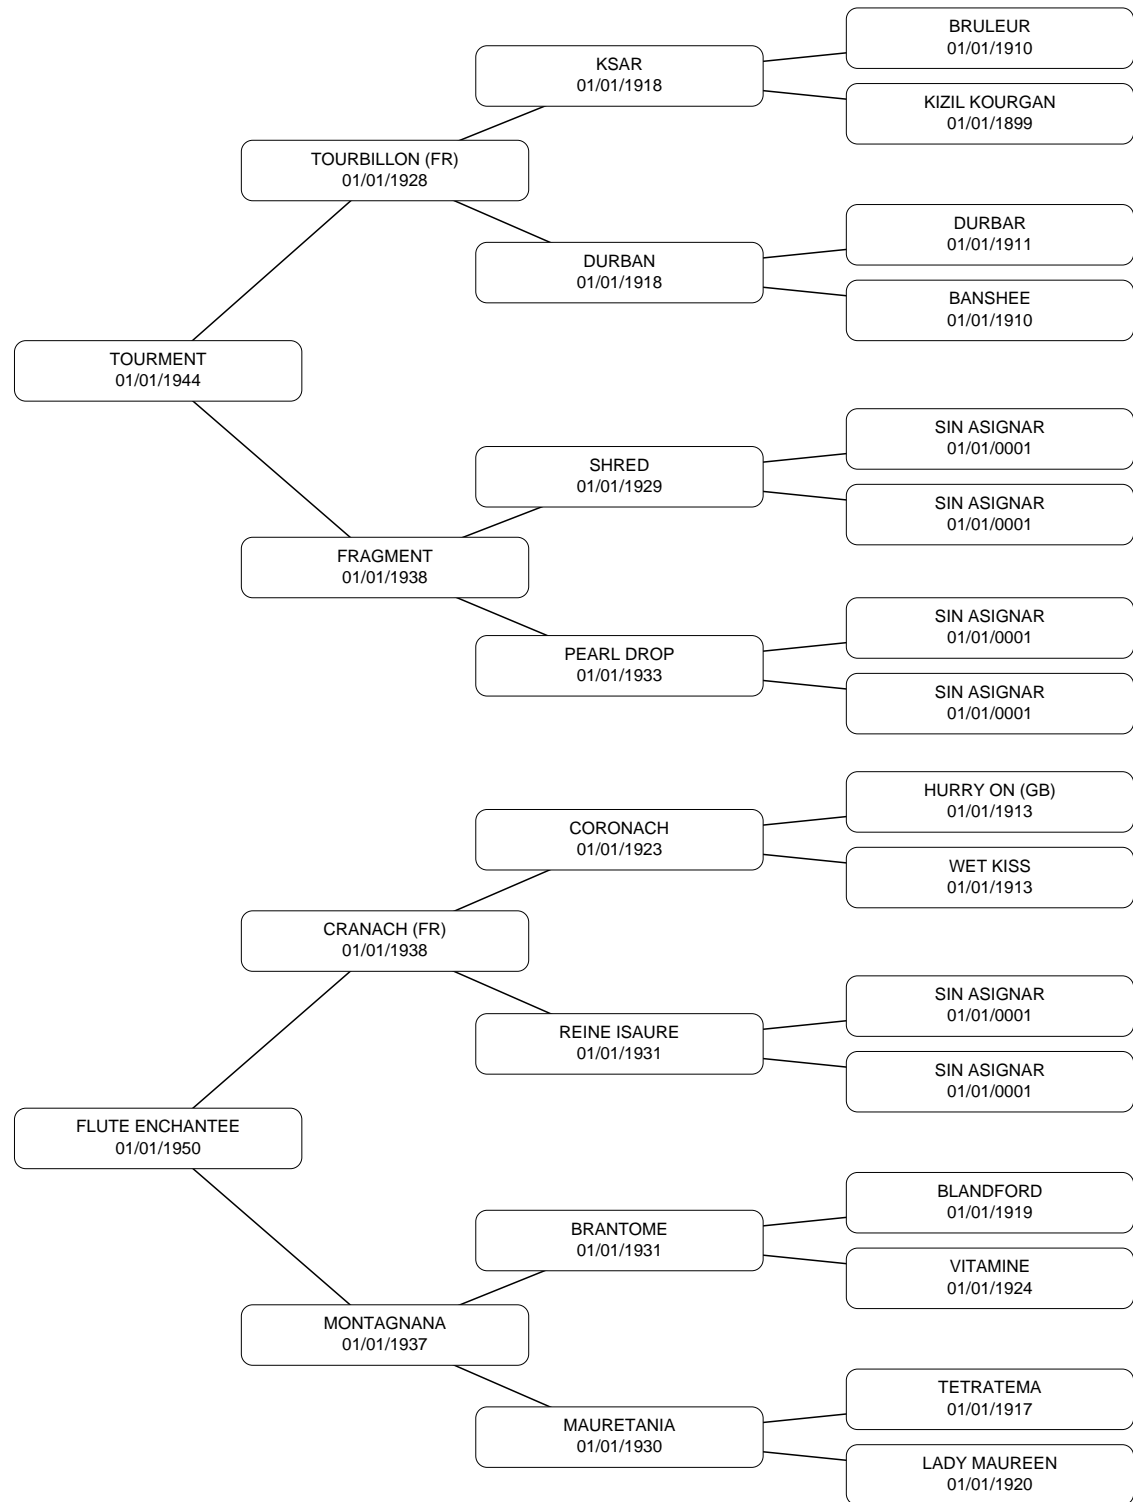 BRULEUR
01/01/1910
KSAR
01/01/1918
KIZIL KOURGAN
01/01/1899
TOURBILLON (FR)
01/01/1928
DURBAR
01/01/1911
DURBAN
01/01/1918
BANSHEE
01/01/1910
TOURMENT
01/01/1944
SIN ASIGNAR
01/01/0001
SHRED
01/01/1929
SIN ASIGNAR
01/01/0001
FRAGMENT
01/01/1938
SIN ASIGNAR
01/01/0001
PEARL DROP
01/01/1933
SIN ASIGNAR
01/01/0001
HURRY ON (GB)
01/01/1913
CORONACH
01/01/1923
WET KISS
01/01/1913
CRANACH (FR)
01/01/1938
SIN ASIGNAR
01/01/0001
REINE ISAURE
01/01/1931
SIN ASIGNAR
01/01/0001
FLUTE ENCHANTEE
01/01/1950
BLANDFORD
01/01/1919
BRANTOME
01/01/1931
VITAMINE
01/01/1924
MONTAGNANA
01/01/1937
TETRATEMA
01/01/1917
MAURETANIA
01/01/1930
LADY MAUREEN
01/01/1920